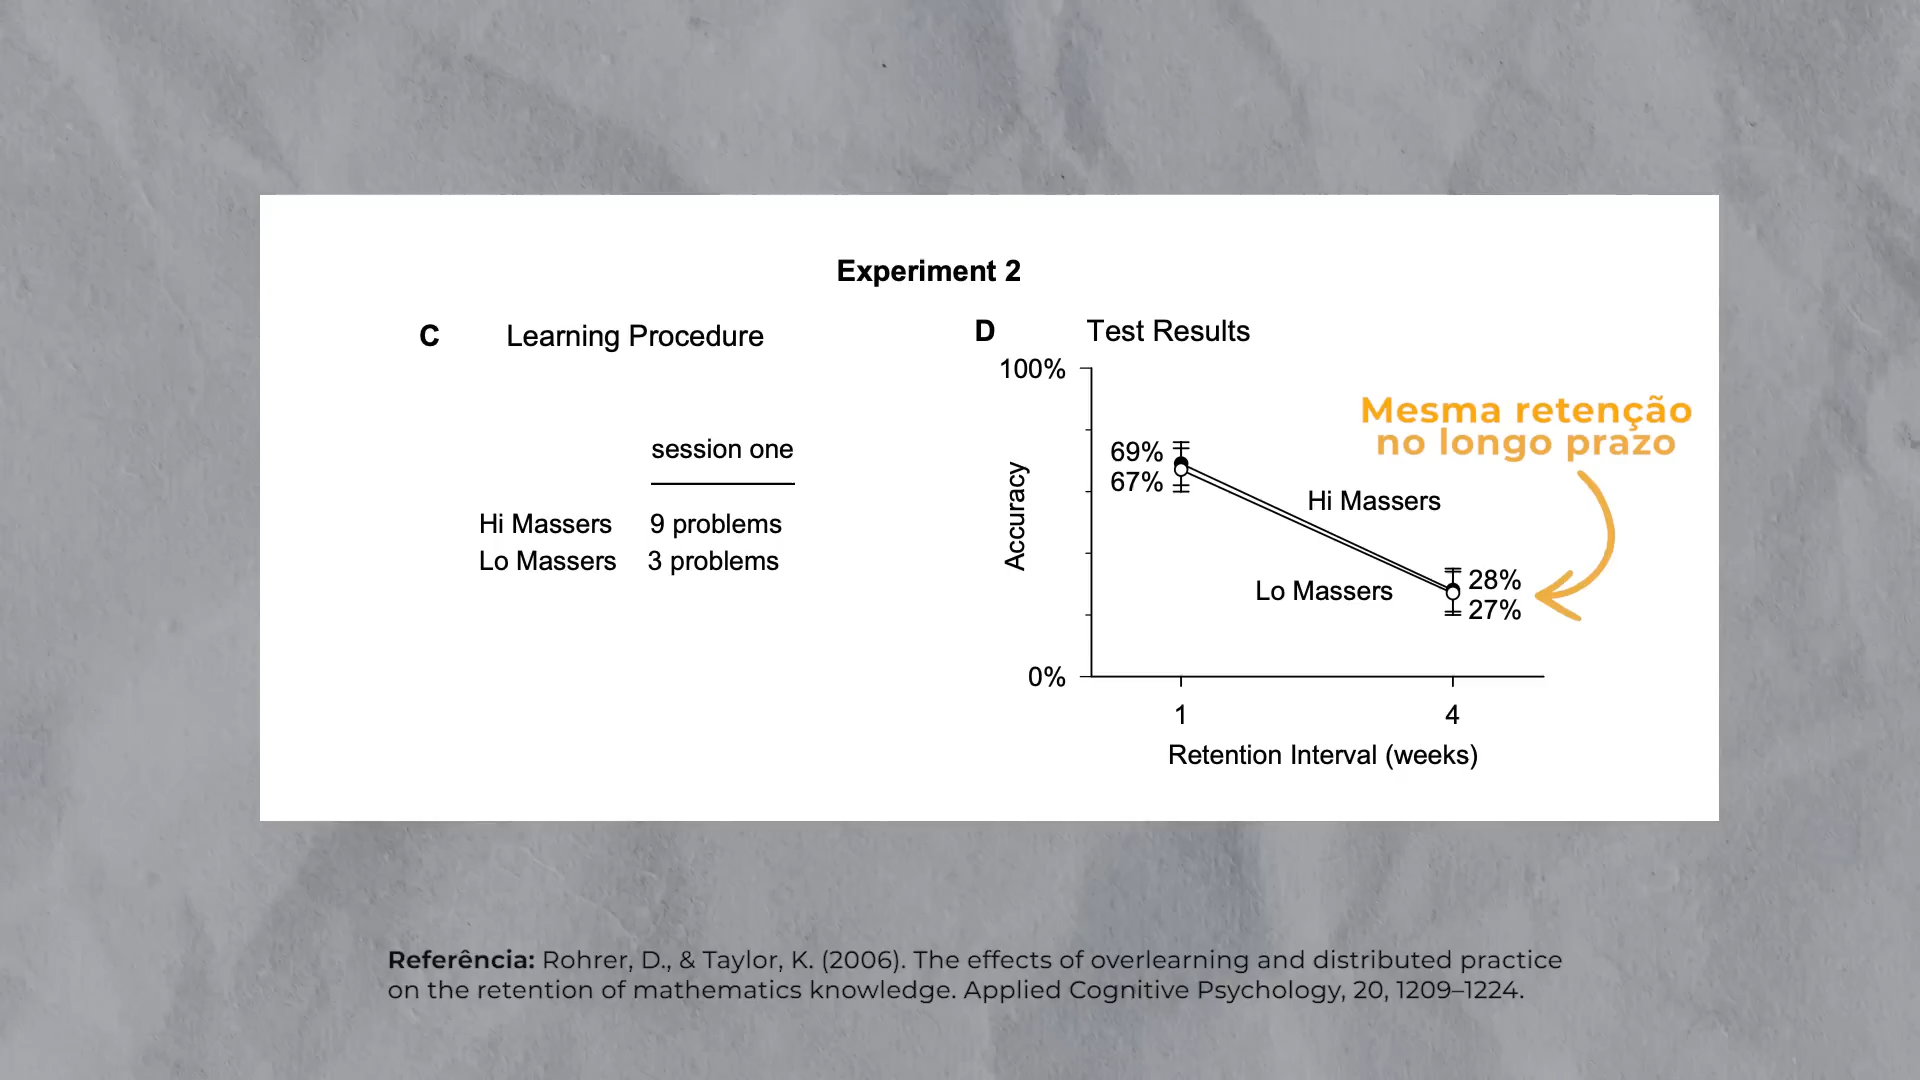 Experiment 2
C Learning Procedure
session one
Hi Massers 9 problems
Lo Massers 3 problems
D Test Results
100%
69%
67%
Accuracy
Hi Massers
Lo Massers
28%
27%
0%
1 4
Retention Interval (weeks)
Mesma retenção
no longo prazo
Referência: Rohrer, D., & Taylor, K. (2006). The effects of overlearning and distributed practice
on the retention of mathematics knowledge. Applied Cognitive Psychology, 20, 1209–1224.